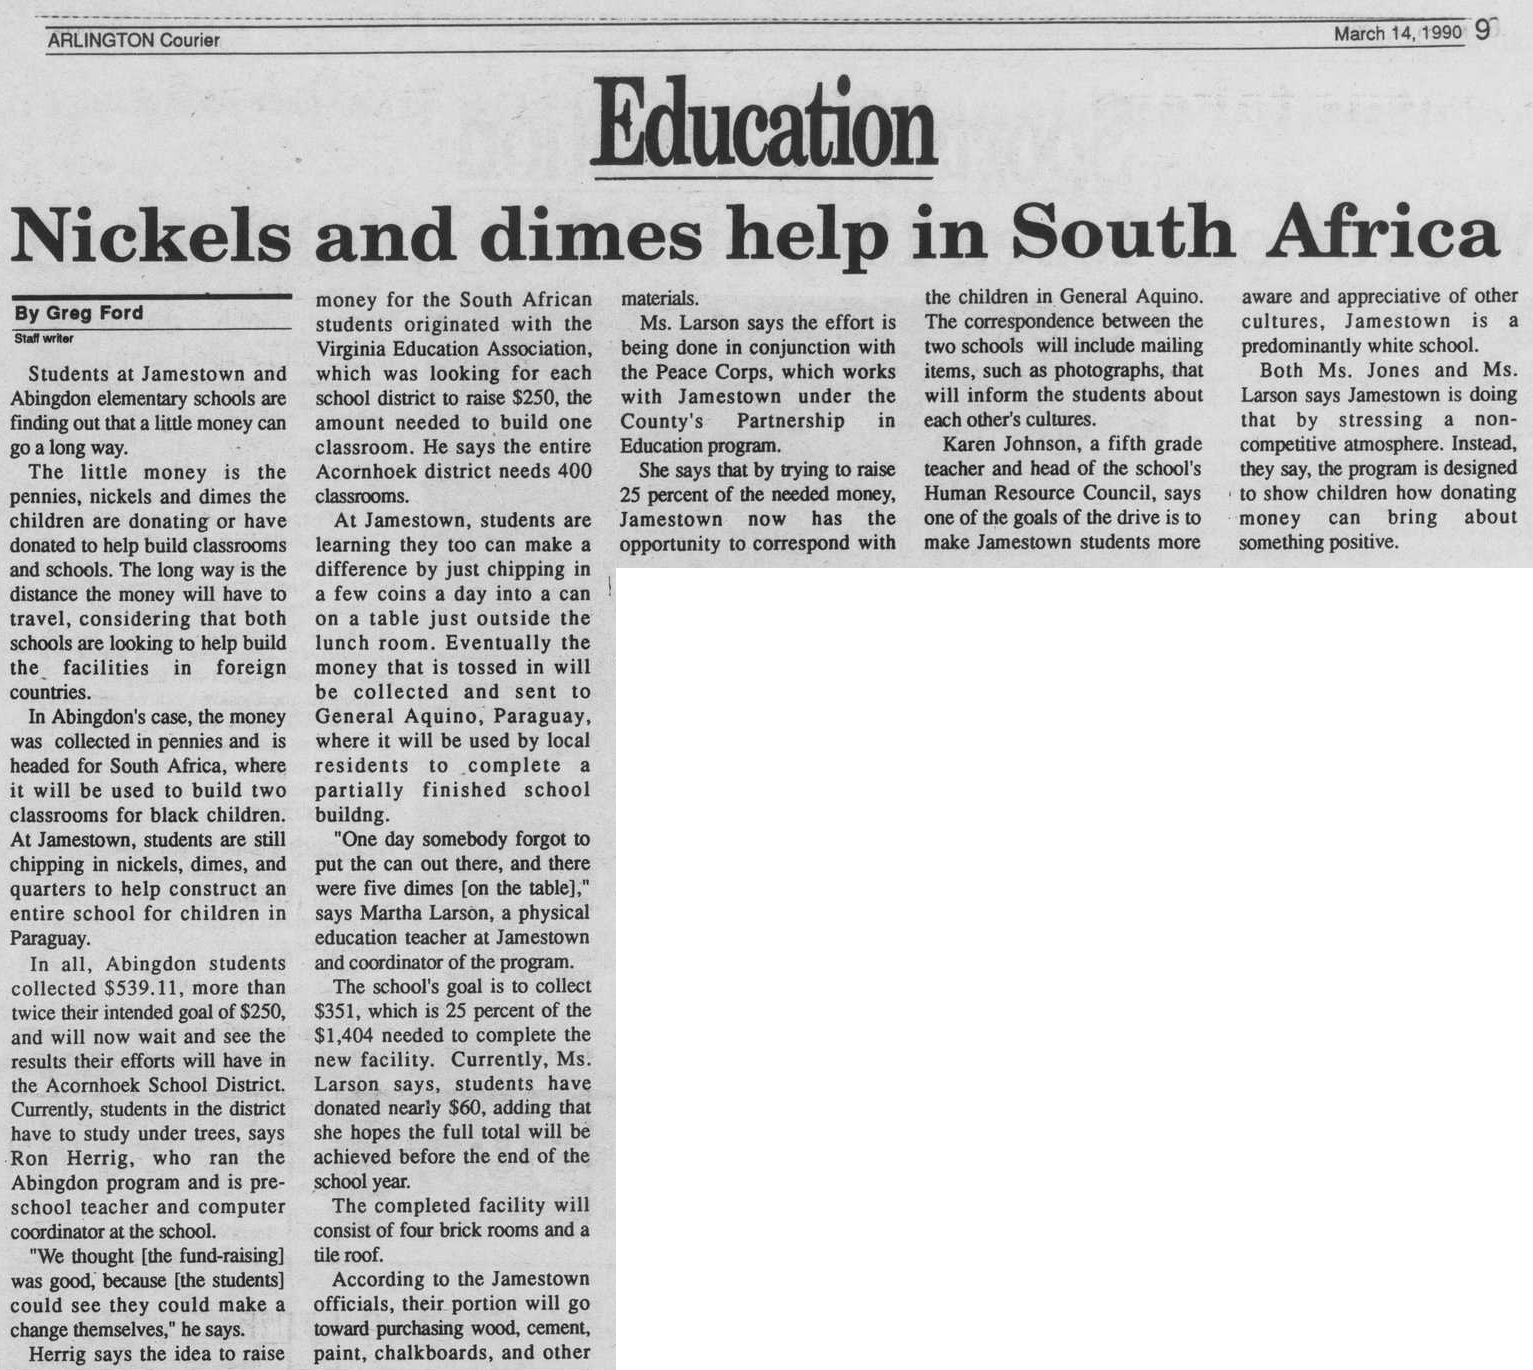 ARLINGTON Courier
March 14, 1990 9
Education
Nickels and dimes help in South Africa
By Greg Ford
Staff writer
Students at Jamestown and
Abingdon elementary schools are
finding out that a little money can
go a long way.
The little money is the
pennies, nickels and dimes the
children are donating or have
donated to help build classrooms
and schools. The long way is the
distance the money will have to
travel, considering that both
schools are looking to help build
the facilities in foreign
countries.
In Abingdon's case, the money
was collected in pennies and is
headed for South Africa, where
it will be used to build two
classrooms for black children.
At Jamestown, students are still
chipping in nickels, dimes, and
quarters to help construct an
entire school for children in
Paraguay.
In all, Abingdon students
collected $539.11, more than
twice their intended goal of $250,
and will now wait and see the
results their efforts will have in
the Acornhoek School District.
Currently, students in the district
have to study under trees, says
Ron Herrig, who ran the
Abingdon program and is pre-
school teacher and computer
coordinator at the school.
"We thought [the fund-raising]
was good, because [the students]
could see they could make a
change themselves," he says.
Herrig says the idea to raise
money for the South African
students originated with the
Virginia Education Association,
which was looking for each
school district to raise $250, the
amount needed to build one
classroom. He says the entire
Acornhoek district needs 400
classrooms.
At Jamestown, students are
learning they too can make a
difference by just chipping in
a few coins a day into a can
on a table just outside the
lunch room. Eventually the
money that is tossed in will
be collected and sent to
General Aquino, Paraguay,
where it will be used by local
residents to complete a
partially finished school
buildng.
"One day somebody forgot to
put the can out there, and there
were five dimes [on the table],"
says Martha Larson, a physical
education teacher at Jamestown
and coordinator of the program.
The school's goal is to collect
$351, which is 25 percent of the
$1,404 needed to complete the
new facility. Currently, Ms.
Larson says, students have
donated nearly $60, adding that
she hopes the full total will be
achieved before the end of the
school year.
The completed facility will
consist of four brick rooms and a
tile roof.
According to the Jamestown
officials, their portion will go
toward purchasing wood, cement,
paint, chalkboards, and other
materials.
Ms. Larson says the effort is
being done in conjunction with
the Peace Corps, which works
with Jamestown under the
County's Partnership in
Education program.
She says that by trying to raise
25 percent of the needed money,
Jamestown now has the
opportunity to correspond with
the children in General Aquino.
The correspondence between the
two schools will include mailing
items, such as photographs, that
will inform the students about
each other's cultures.
Karen Johnson, a fifth grade
teacher and head of the school's
Human Resource Council, says
one of the goals of the drive is to
make Jamestown students more
aware and appreciative of other
cultures, Jamestown is a
predominantly white school.
Both Ms. Jones and Ms.
Larson says Jamestown is doing
that by stressing a non-
competitive atmosphere. Instead,
they say, the program is designed
to show children how donating
money can bring about
something positive.